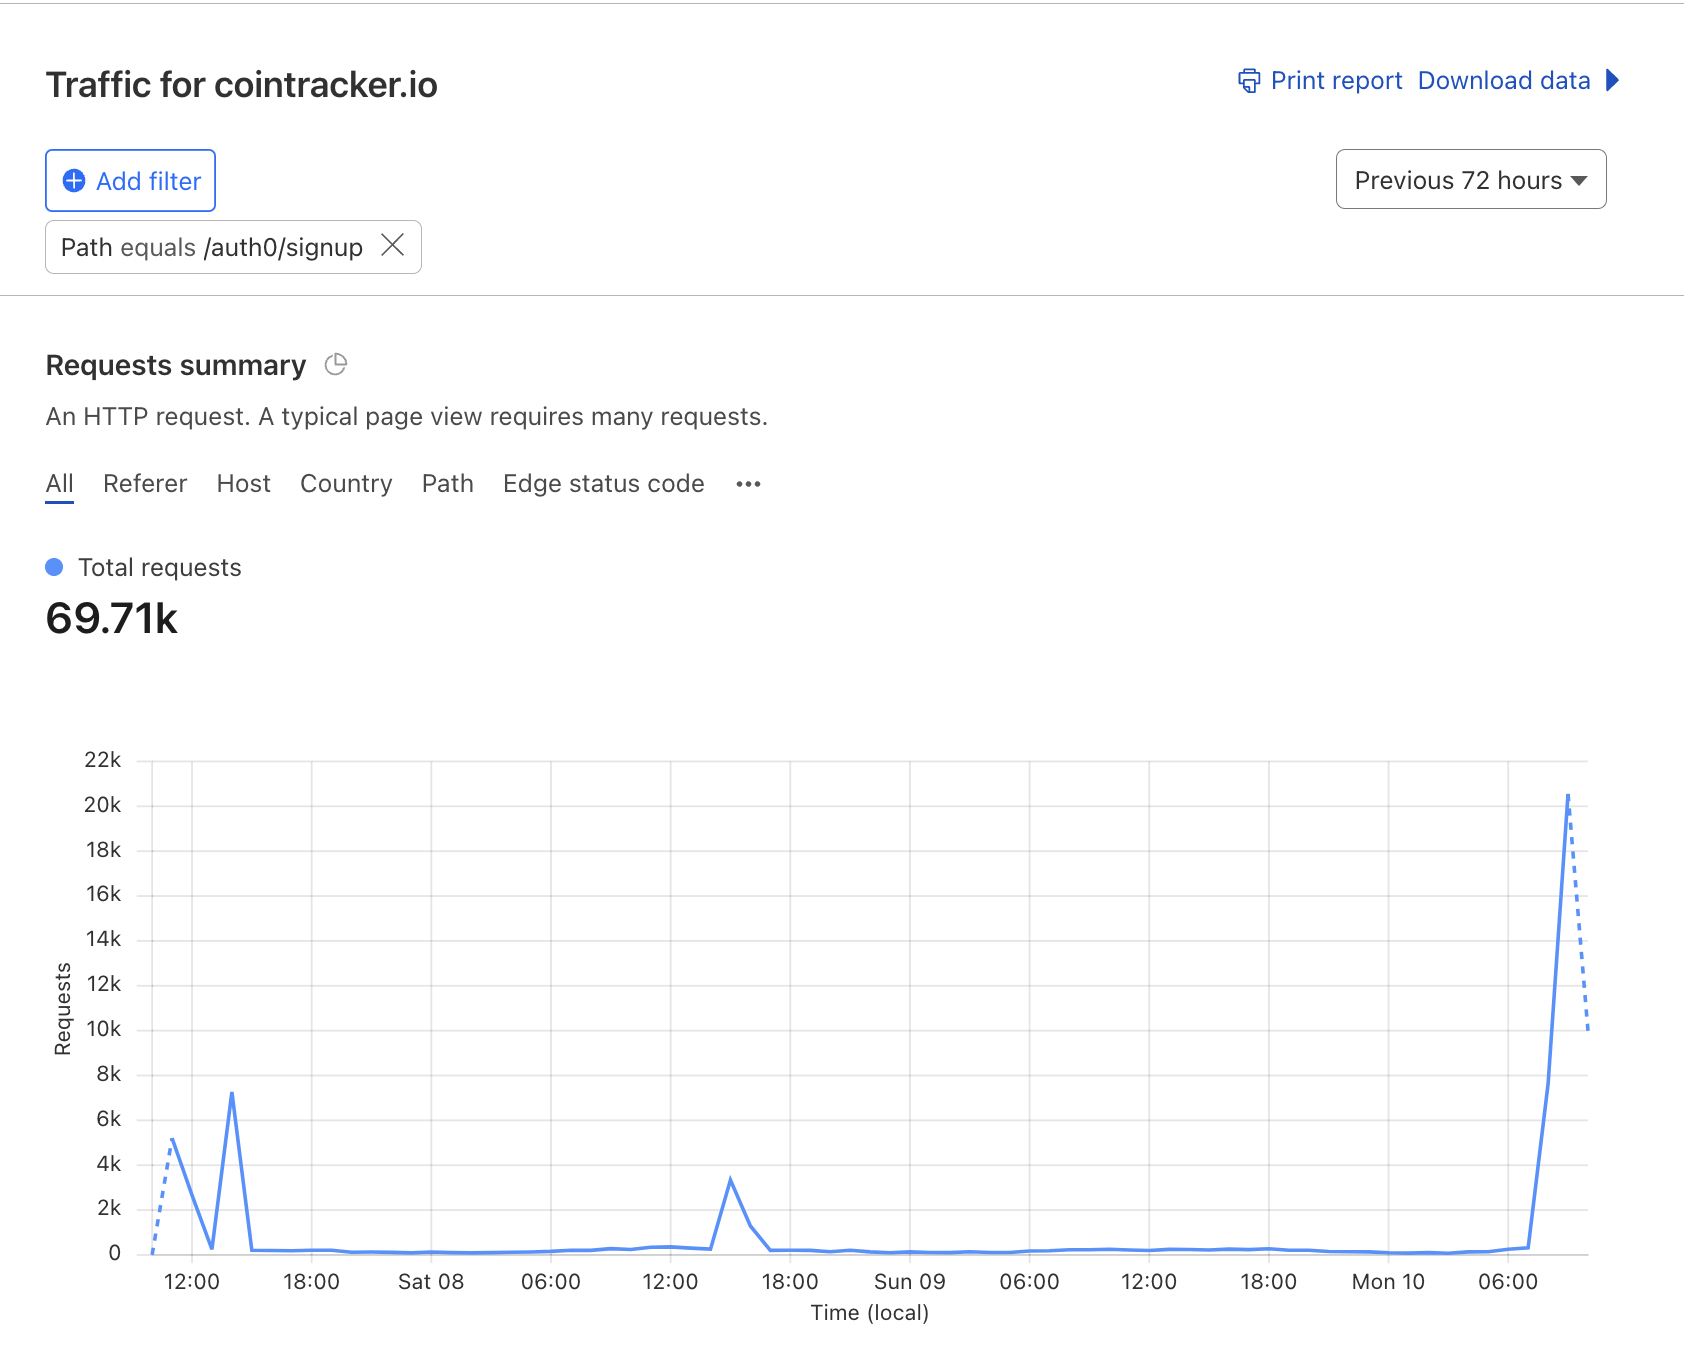 Traffic for cointracker.io
Print report Download data
Add filter
Previous 72 hours
Path equals /auth0/signup
Requests summary
An HTTP request. A typical page view requires many requests.
All Referer Host Country Path Edge status code •••
Total requests
69.71k
22k
20k
18k
16k
14k
12k
10k
8k
6k
4k
2k
0
Requests
12:00 18:00 Sat 08 06:00 12:00 18:00 Sun 09 06:00 12:00 18:00 Mon 10 06:00
Time (local)